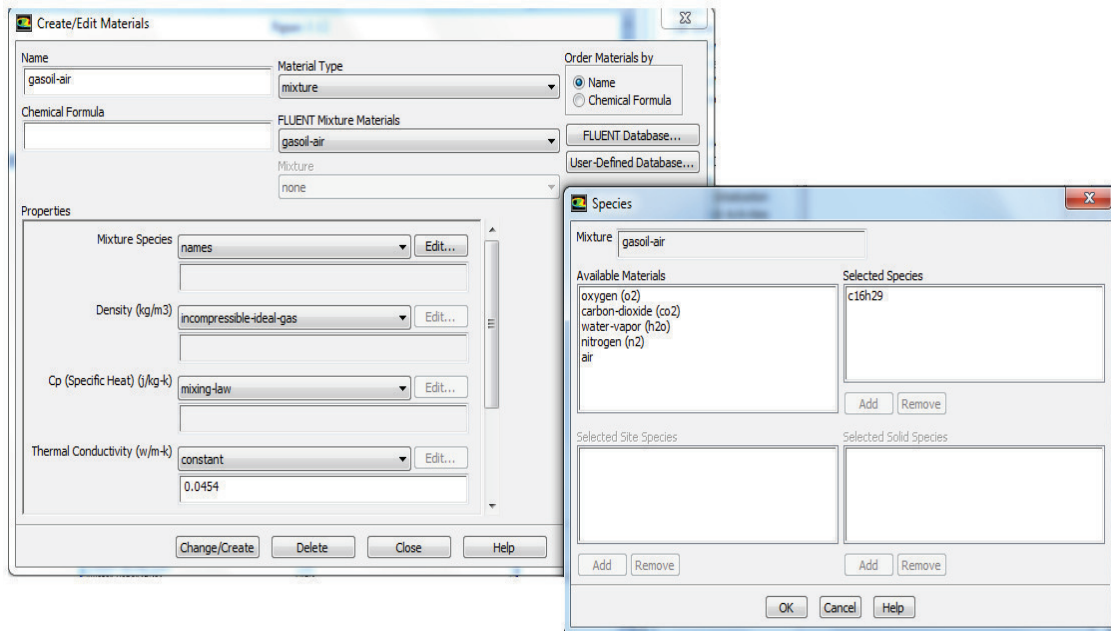 Create/Edit Materials
Name
gasoil-air
Chemical Formula
Material Type
mixture
FLUENT Mixture Materials
gasoil-air
Mixture
none
Order Materials by
Name
Chemical Formula
FLUENT Database...
User-Defined Database...
Properties
Mixture Species
names
Edit...
Density (kg/m3)
incompressible-ideal-gas
Edit...
Cp (Specific Heat) (j/kg-k)
mixing-law
Edit...
Thermal Conductivity (w/m-k)
constant
Edit...
0.0454
Change/Create
Delete
Close
Help
Species
Mixture
gasoil-air
Available Materials
oxygen (o2)
carbon-dioxide (co2)
water-vapor (h2o)
nitrogen (n2)
air
Selected Species
c16h29
Add
Remove
Selected Site Species
Selected Solid Species
Add
Remove
Add
Remove
OK
Cancel
Help